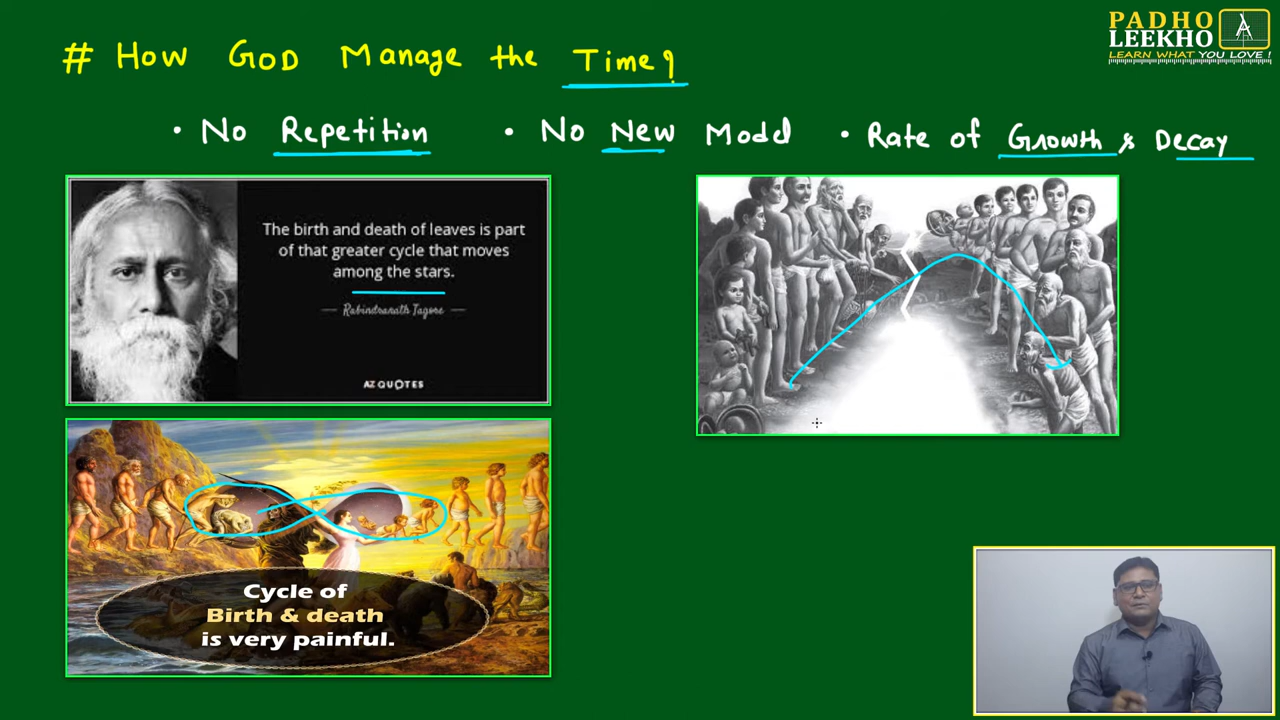 # How GOD Manage the Time?
PADHO
LEEKHO
LEARN WHAT YOU LOVE !
• No Repetition • No New Model • Rate of Growth & Decay
The birth and death of leaves is part
of that greater cycle that moves
among the stars.
— Rabindranath Tagore —
AZ QUOTES
Cycle of
Birth & death
is very painful.